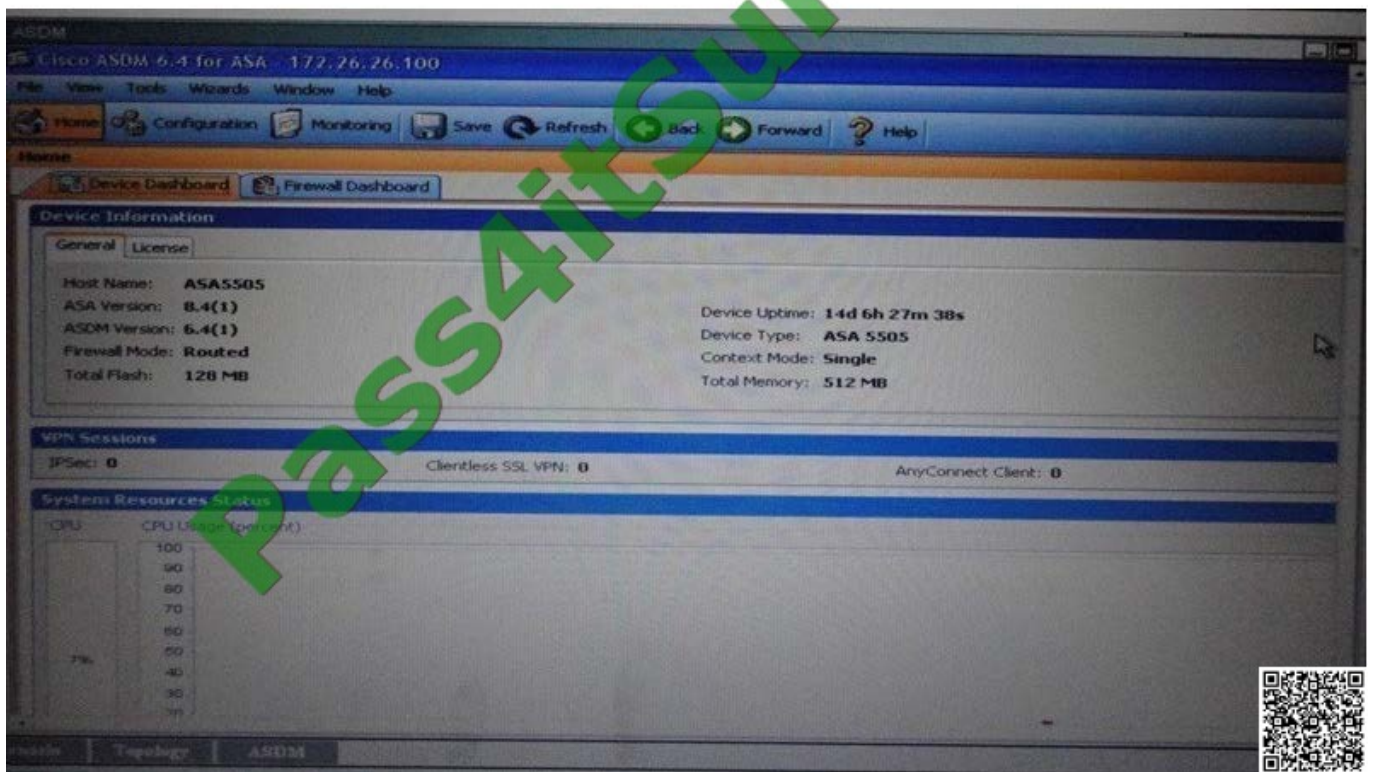 ASDM
Cisco ASDM 6.4 for ASA - 172.26.26.100
File View Tools Wizards Window Help
Home Configuration Monitoring Save Refresh Back Forward Help
Home
Device Dashboard Firewall Dashboard
Device Information
General License
Host Name: ASA5505
ASA Version: 8.4(1)
ASDM Version: 6.4(1)
Firewall Mode: Routed
Total Flash: 128 MB
Device Uptime: 14d 6h 27m 38s
Device Type: ASA 5505
Context Mode: Single
Total Memory: 512 MB
VPN Sessions
IPSec: 0 Clientless SSL VPN: 0 AnyConnect Client: 0
System Resources Status
CPU CPU Usage (percent)
100
90
80
70
60
50
40
30
7%
Topology ASDM
Pass4itSu